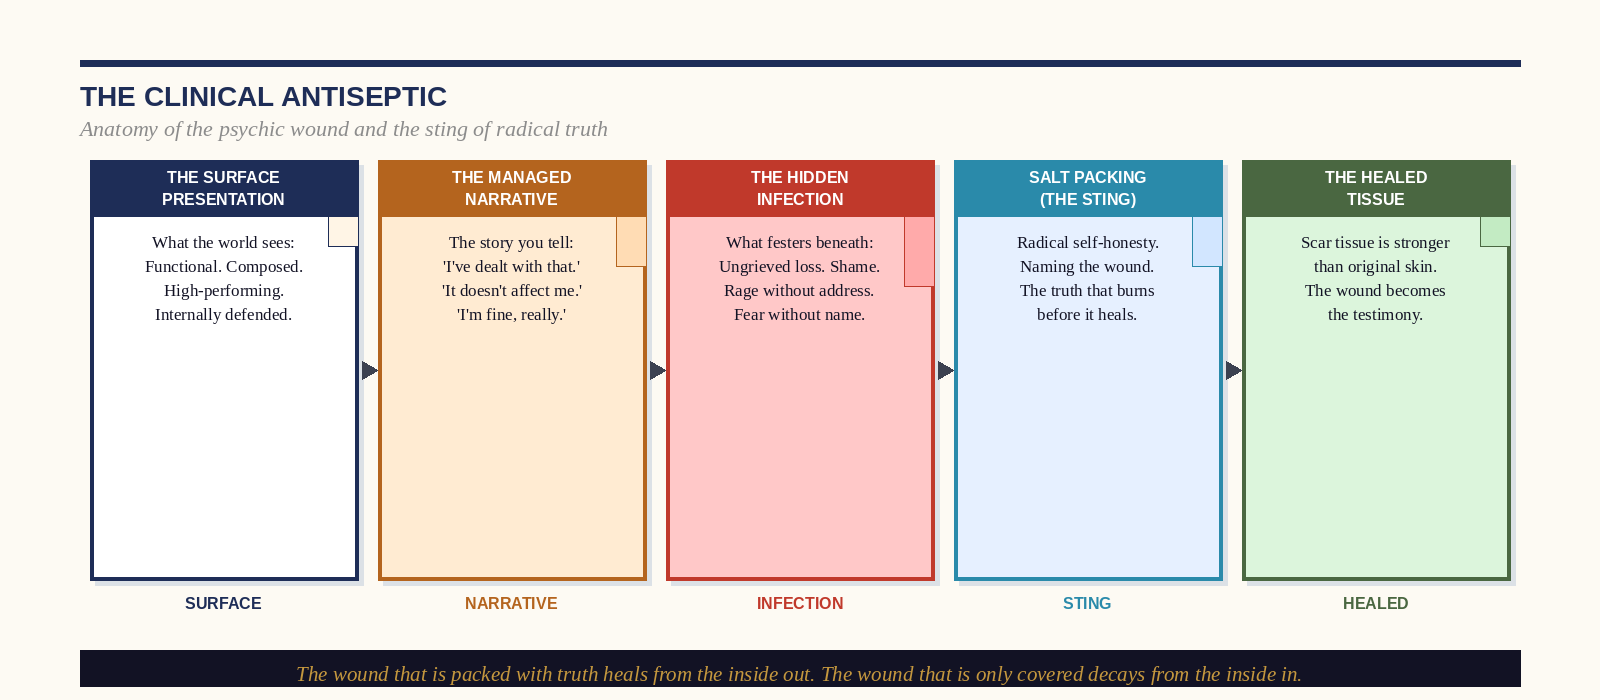 THE CLINICAL ANTISEPTIC
Anatomy of the psychic wound and the sting of radical truth
THE SURFACE
PRESENTATION
What the world sees:
Functional. Composed.
High-performing.
Internally defended.
SURFACE
THE MANAGED
NARRATIVE
The story you tell:
'I've dealt with that.'
'It doesn't affect me.'
'I'm fine, really.'
NARRATIVE
THE HIDDEN
INFECTION
What festers beneath:
Ungrieved loss. Shame.
Rage without address.
Fear without name.
INFECTION
SALT PACKING
(THE STING)
Radical self-honesty.
Naming the wound.
The truth that burns
before it heals.
STING
THE HEALED
TISSUE
Scar tissue is stronger
than original skin.
The wound becomes
the testimony.
HEALED
The wound that is packed with truth heals from the inside out. The wound that is only covered decays from the inside in.